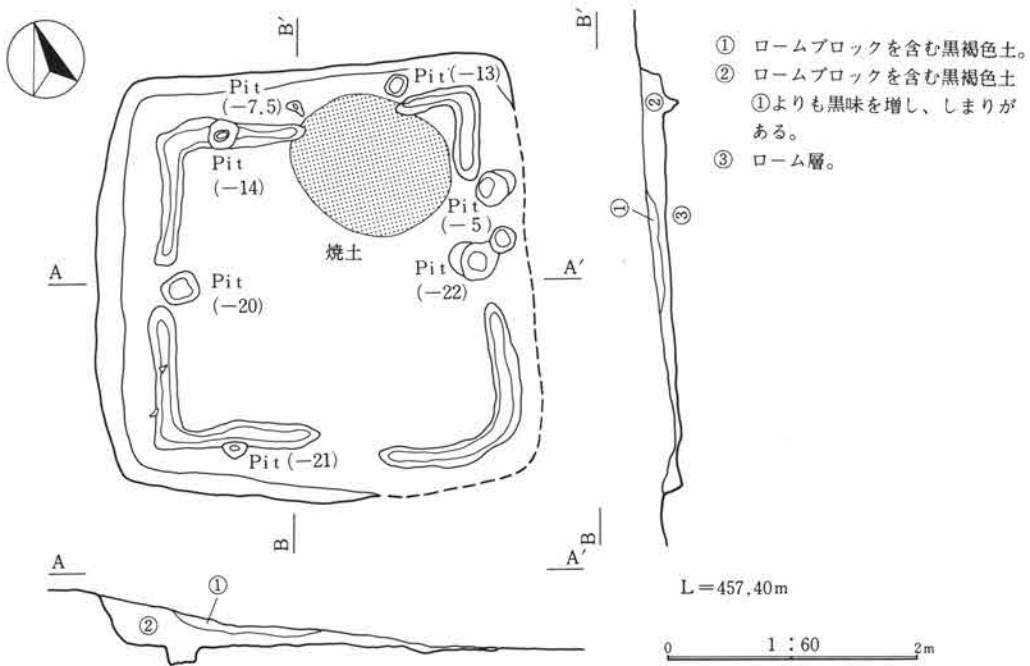 B′
Pit (−13)
Pit
(−7.5)
Pit
(−14)
焼土
Pit
(−5)
Pit
(−22)
A
A′
Pit
(−20)
Pit (−21)
B
B′
②
①
③
B
① ロームブロックを含む黒褐色土。
② ロームブロックを含む黒褐色土
①よりも黒味を増し、しまりが
ある。
③ ローム層。
A
A′
①
②
L=457,40m
0 1:60 2m